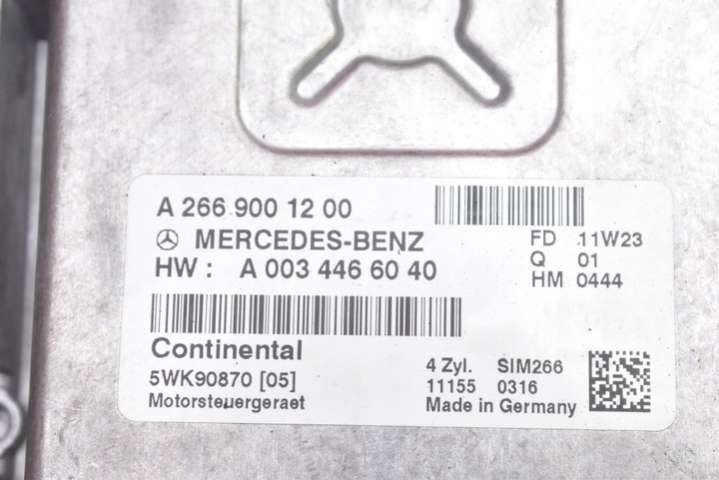 A 266 900 12 00
MERCEDES-BENZ
HW : A 003 446 60 40
FD 11W23
Q 01
HM 0444
Continental
5WK90870 [05]
Motorsteuergeraet
4 Zyl. SIM266
11155 0316
Made in Germany